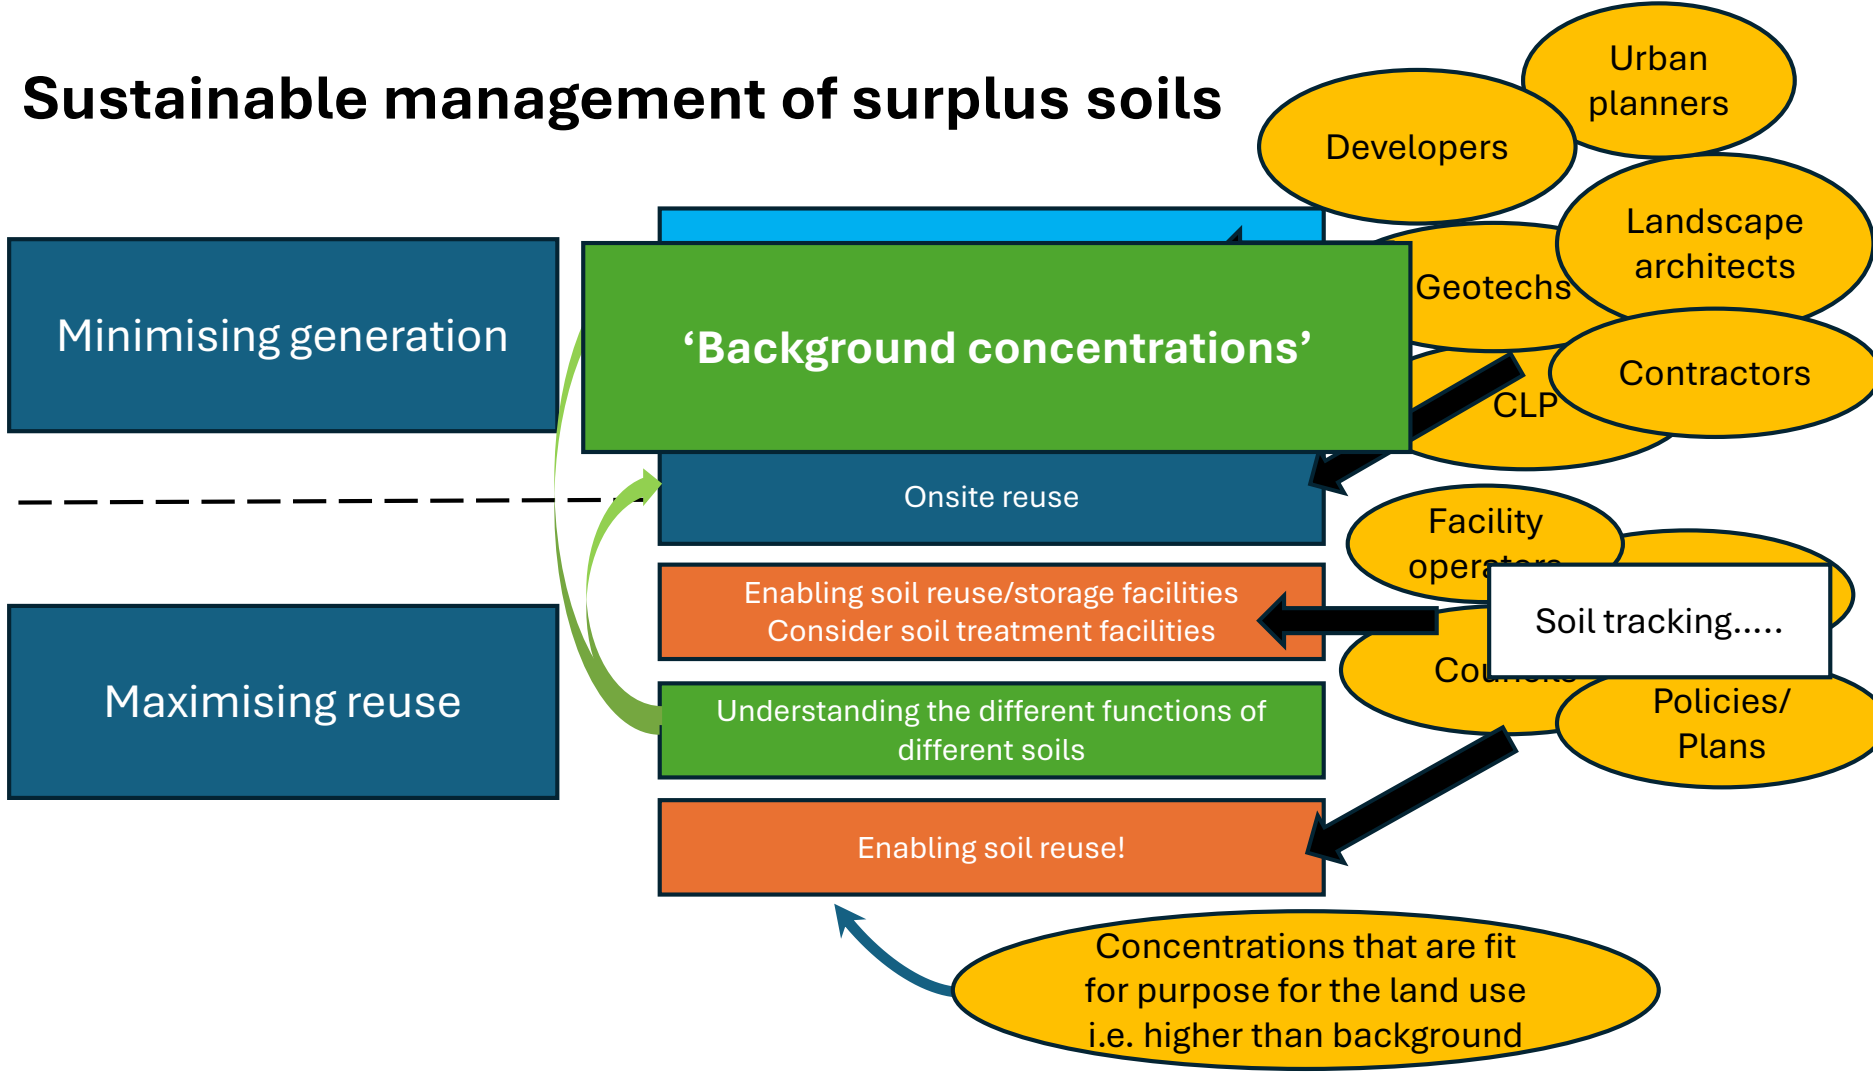 Sustainable management of surplus soils
Urban
planners
Developers
Landscape
architects
Geotechs
Contractors
CLP
Minimising generation
‘Background concentrations’
Onsite reuse
Facility
operators
Enabling soil reuse/storage facilities
Consider soil treatment facilities
Soil tracking.....
Councils
Maximising reuse
Understanding the different functions of
different soils
Policies/
Plans
Enabling soil reuse!
Concentrations that are fit
for purpose for the land use
i.e. higher than background